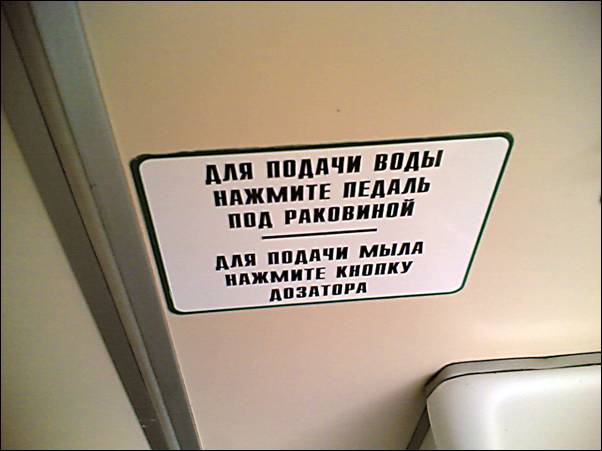 ДЛЯ ПОДАЧИ ВОДЫ
НАЖМИТЕ ПЕДАЛЬ
ПОД РАКОВИНОЙ
ДЛЯ ПОДАЧИ МЫЛА
НАЖМИТЕ КНОПКУ
ДОЗАТОРА